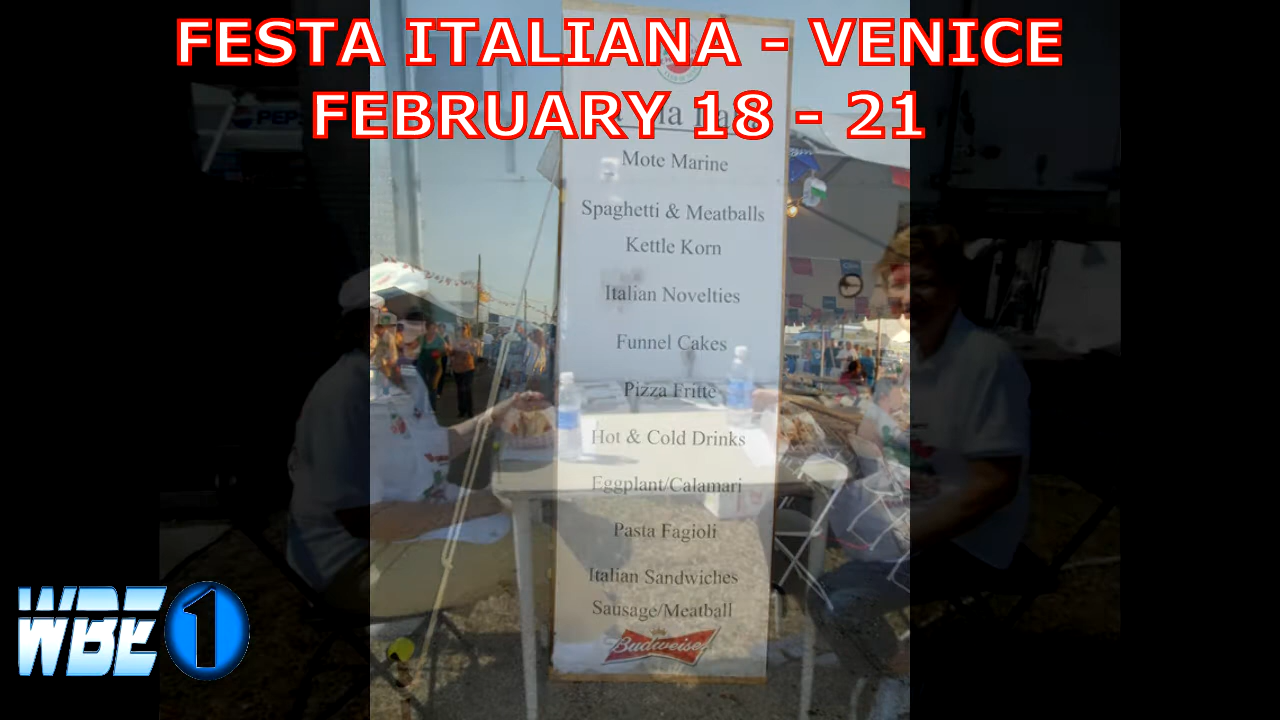 FESTA ITALIANA - VENICE
FEBRUARY 18 - 21
Mote Marine
Spaghetti & Meatballs
Kettle Korn
Italian Novelties
Funnel Cakes
Pizza Fritte
Hot & Cold Drinks
Eggplant/Calamari
Pasta Fagioli
Italian Sandwiches
Sausage/Meatball
Budweiser
WBE 1